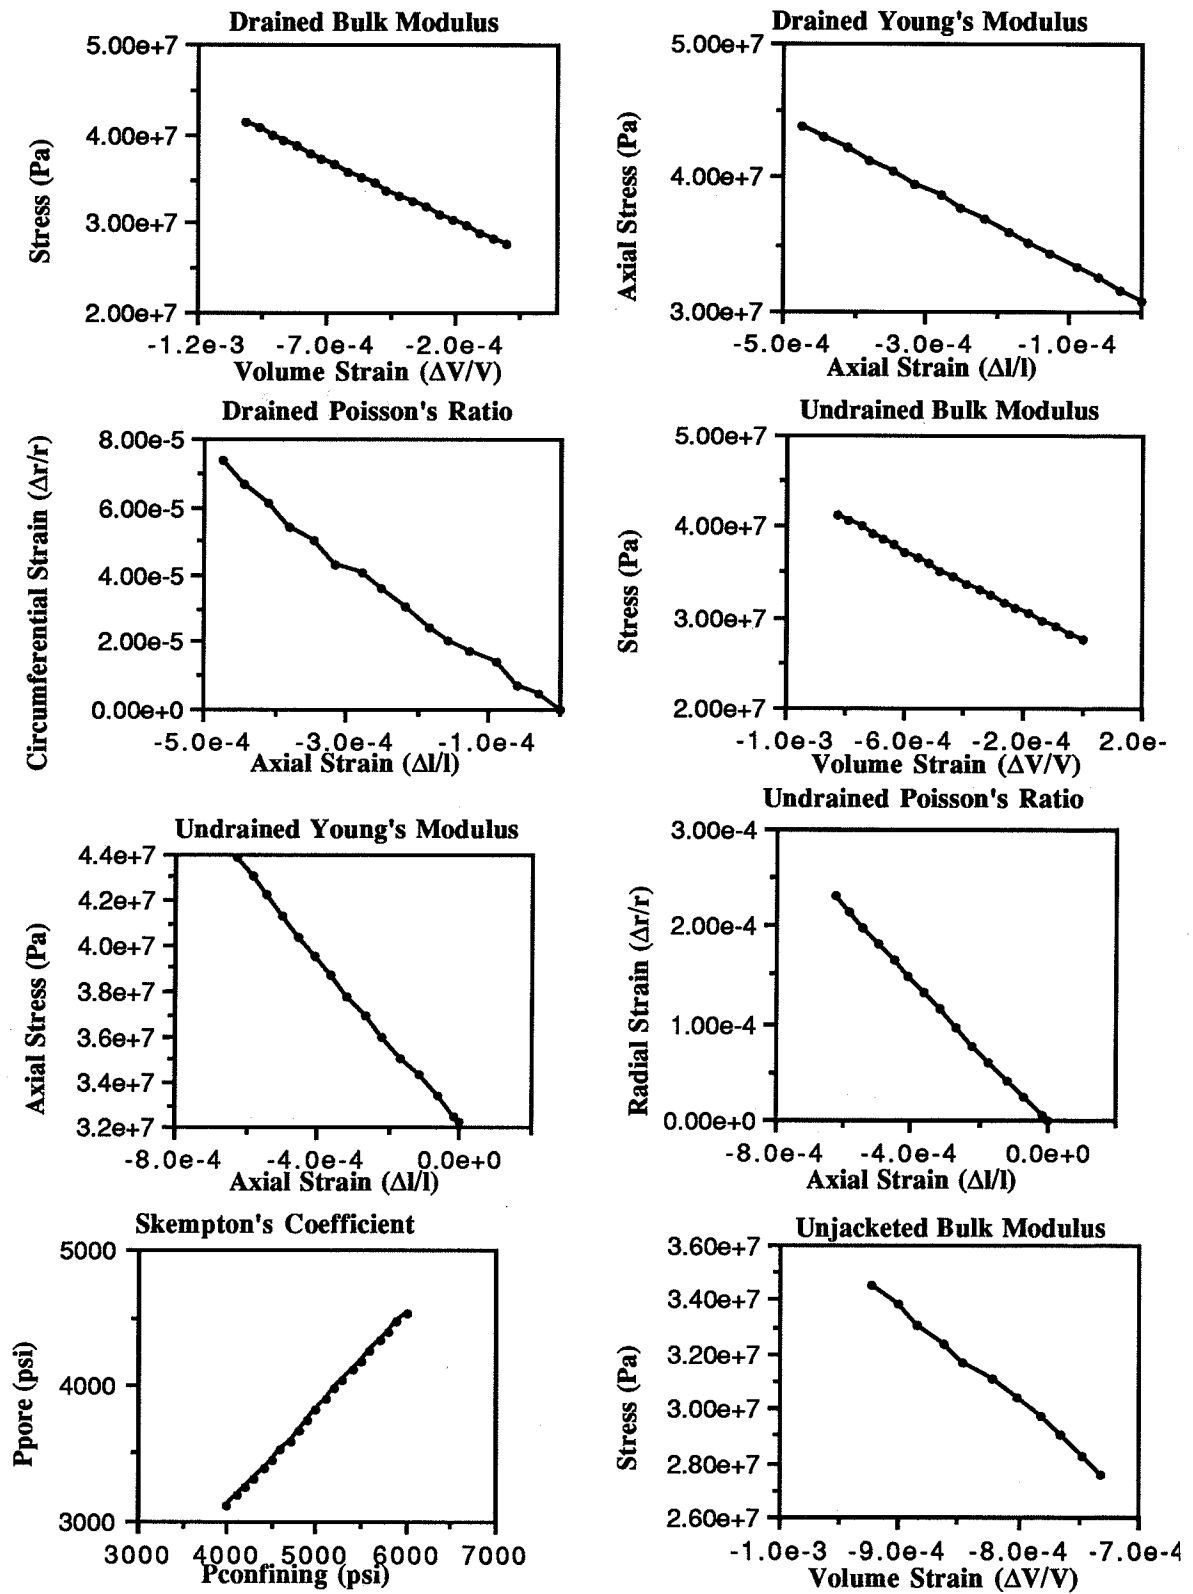 Drained Bulk Modulus
5.00e+7
4.00e+7
3.00e+7
2.00e+7
Stress (Pa)
-1.2e-3 -7.0e-4 -2.0e-4
Volume Strain (ΔV/V)
Drained Young's Modulus
5.00e+7
4.00e+7
3.00e+7
Axial Stress (Pa)
-5.0e-4 -3.0e-4 -1.0e-4
Axial Strain (Δl/l)
Drained Poisson's Ratio
8.00e-5
6.00e-5
4.00e-5
2.00e-5
0.00e+0
Circumferential Strain (Δr/r)
-5.0e-4 -3.0e-4 -1.0e-4
Axial Strain (Δl/l)
Undrained Bulk Modulus
5.00e+7
4.00e+7
3.00e+7
2.00e+7
Stress (Pa)
-1.0e-3 -6.0e-4 -2.0e-4 2.0e-
Volume Strain (ΔV/V)
Undrained Young's Modulus
4.4e+7
4.2e+7
4.0e+7
3.8e+7
3.6e+7
3.4e+7
3.2e+7
Axial Stress (Pa)
-8.0e-4 -4.0e-4 0.0e+0
Axial Strain (Δl/l)
Undrained Poisson's Ratio
3.00e-4
2.00e-4
1.00e-4
0.00e+0
Radial Strain (Δr/r)
-8.0e-4 -4.0e-4 0.0e+0
Axial Strain (Δl/l)
Skempton's Coefficient
5000
4000
3000
Ppore (psi)
3000 4000 5000 6000 7000
Pconfining (psi)
Unjacketed Bulk Modulus
3.60e+7
3.40e+7
3.20e+7
3.00e+7
2.80e+7
2.60e+7
Stress (Pa)
-1.0e-3 -9.0e-4 -8.0e-4 -7.0e-4
Volume Strain (ΔV/V)